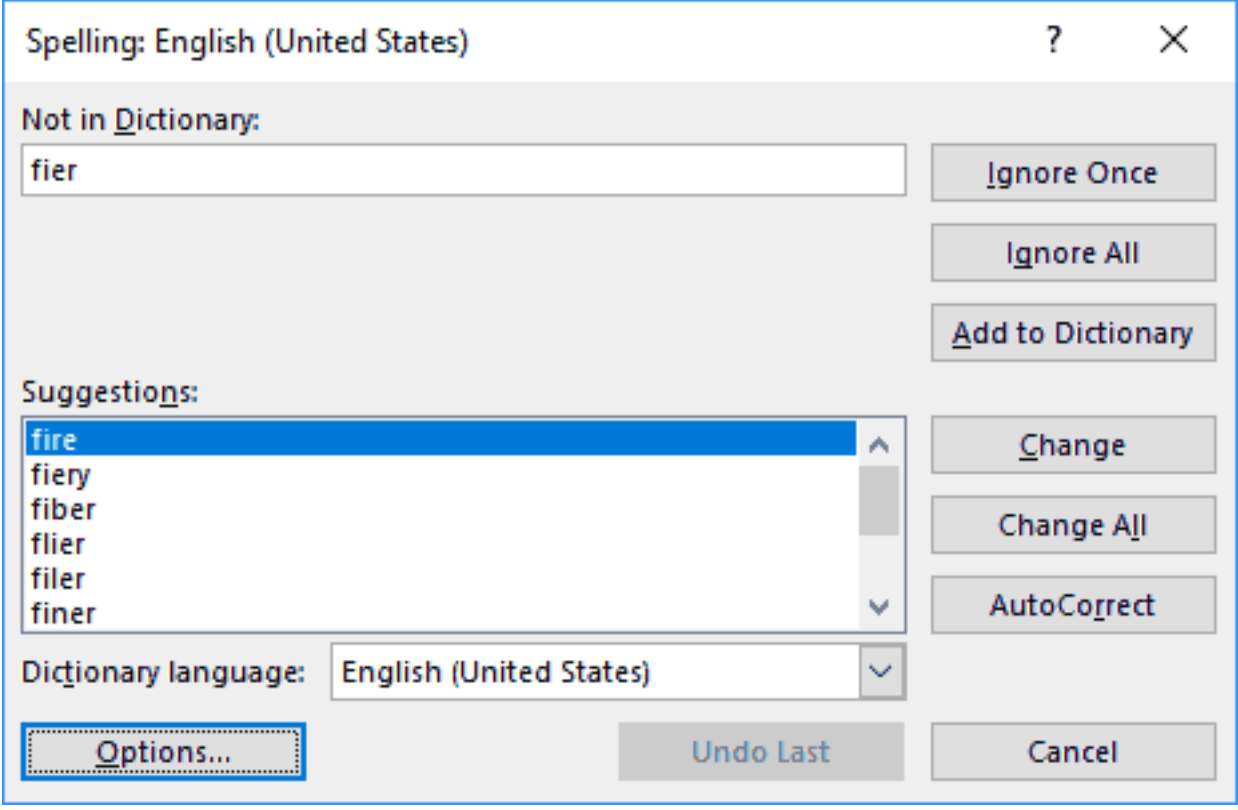 Spelling: English (United States) ?
Not in Dictionary:
fier
Ignore Once
Ignore All
Add to Dictionary
Suggestions:
fire
fiery
fiber
flier
filer
finer
Change
Change All
AutoCorrect
Dictionary language: English (United States)
Options... Undo Last Cancel